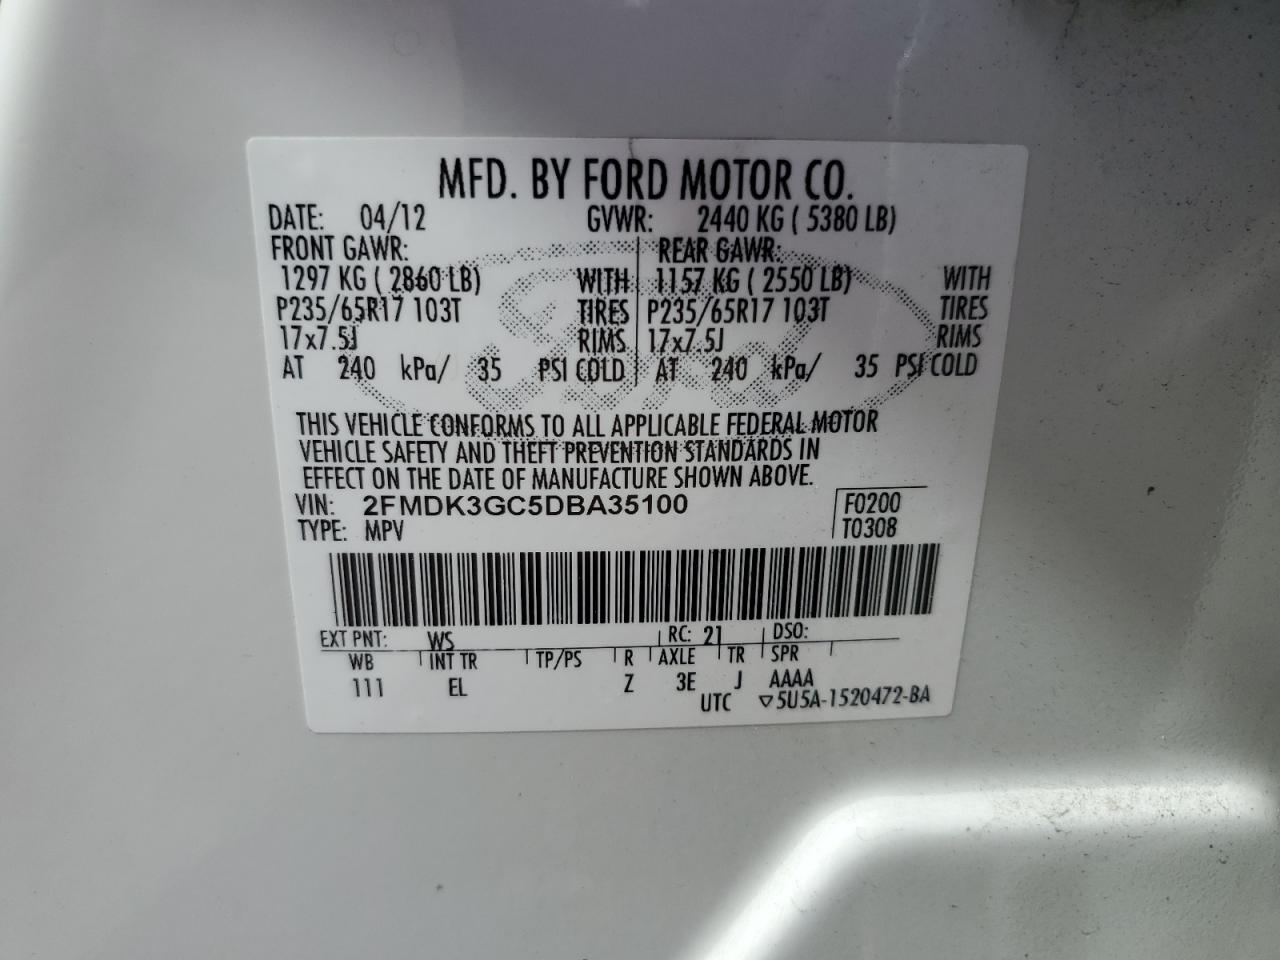 MFD. BY FORD MOTOR CO.
DATE: 04/12 GVWR: 2440 KG ( 5380 LB)
FRONT GAWR: REAR GAWR:
1297 KG ( 2860 LB) WITH 1157 KG ( 2550 LB) WITH
P235/65R17 103T TIRES P235/65R17 103T TIRES
17x7.5J RIMS 17x7.5J RIMS
AT 240 kPa/ 35 PSI COLD AT 240 kPa/ 35 PSI COLD
THIS VEHICLE CONFORMS TO ALL APPLICABLE FEDERAL MOTOR
VEHICLE SAFETY AND THEFT PREVENTION STANDARDS IN
EFFECT ON THE DATE OF MANUFACTURE SHOWN ABOVE.
VIN: 2FMDK3GC5DBA35100 F0200
TYPE: MPV T0308
EXT PNT: WS RC: 21 DSO:
WB INT TR TP/PS R AXLE TR SPR
111 EL Z 3E J AAAA
UTC ▽5U5A-1520472-BA